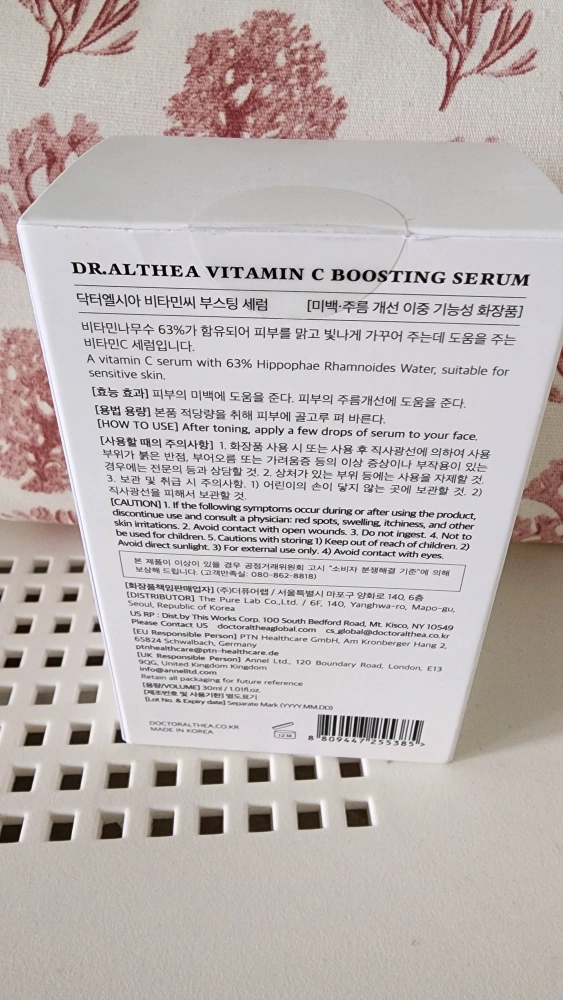 DR.ALTHEA VITAMIN C BOOSTING SERUM
닥터엘시아 비타민씨 부스팅 세럼 [미백·주름 개선 이중 기능성 화장품]
비타민나무수 63%가 함유되어 피부를 맑고 빛나게 가꾸어 주는데 도움을 주는
비타민C 세럼입니다.
A vitamin C serum with 63% Hippophae Rhamnoides Water, suitable for
sensitive skin.
[효능 효과] 피부의 미백에 도움을 준다. 피부의 주름개선에 도움을 준다.
[용법 용량] 본품 적당량을 취해 피부에 골고루 펴 바른다.
[HOW TO USE] After toning, apply a few drops of serum to your face.
[사용할 때의 주의사항] 1. 화장품 사용 시 또는 사용 후 직사광선에 의하여 사용
부위가 붉은 반점, 부어오름 또는 가려움증 등의 이상 증상이나 부작용이 있는
경우에는 전문의 등과 상담할 것. 2. 상처가 있는 부위 등에는 사용을 자제할 것.
3. 보관 및 취급 시 주의사항. 1) 어린이의 손이 닿지 않는 곳에 보관할 것. 2)
직사광선을 피해서 보관할 것.
[CAUTION] 1. If the following symptoms occur during or after using the product,
discontinue use and consult a physician: red spots, swelling, itchiness, and other
skin irritations. 2. Avoid contact with open wounds. 3. Do not ingest. 4. Not to
be used for children. 5. Cautions with storing 1) Keep out of reach of children. 2)
Avoid direct sunlight. 3) For external use only. 4) Avoid contact with eyes.
본 제품이 이상이 있을 경우 공정거래위원회 고시 "소비자 분쟁해결 기준"에 의해
보상해 드립니다. (고객만족실: 080-862-8818)
[화장품책임판매업자] (주)더퓨어랩 / 서울특별시 마포구 양화로 140, 6층
[DISTRIBUTOR] The Pure Lab Co.,Ltd. / 6F, 140, Yanghwa-ro, Mapo-gu,
Seoul, Republic of Korea
US RP : Dist.by This Works Corp. 100 South Bedford Road, Mt. Kisco, NY 10549
Please Contact US doctoraltheaglobal.com cs_global@doctoralthea.co.kr
[EU Responsible Person] PTN Healthcare GmbH, Am Kronberger Hang 2,
65824 Schwalbach, Germany
ptnhealthcare@ptn-healthcare.de
[UK Responsible Person] Annel Ltd., 120 Boundary Road, London, E13
9QG, United Kingdom Kingdom
info@annelltd.com
Retain all packaging for future reference
[용량/VOLUME] 30ml / 1.01fl.oz.
[제조번호 및 사용기한] 별도표기
[Lot No. & Expiry date] Separate Mark (YYYY.MM.DD)
DOCTORALTHEA.CO.KR
MADE IN KOREA
12 M
8 809447 255385 >